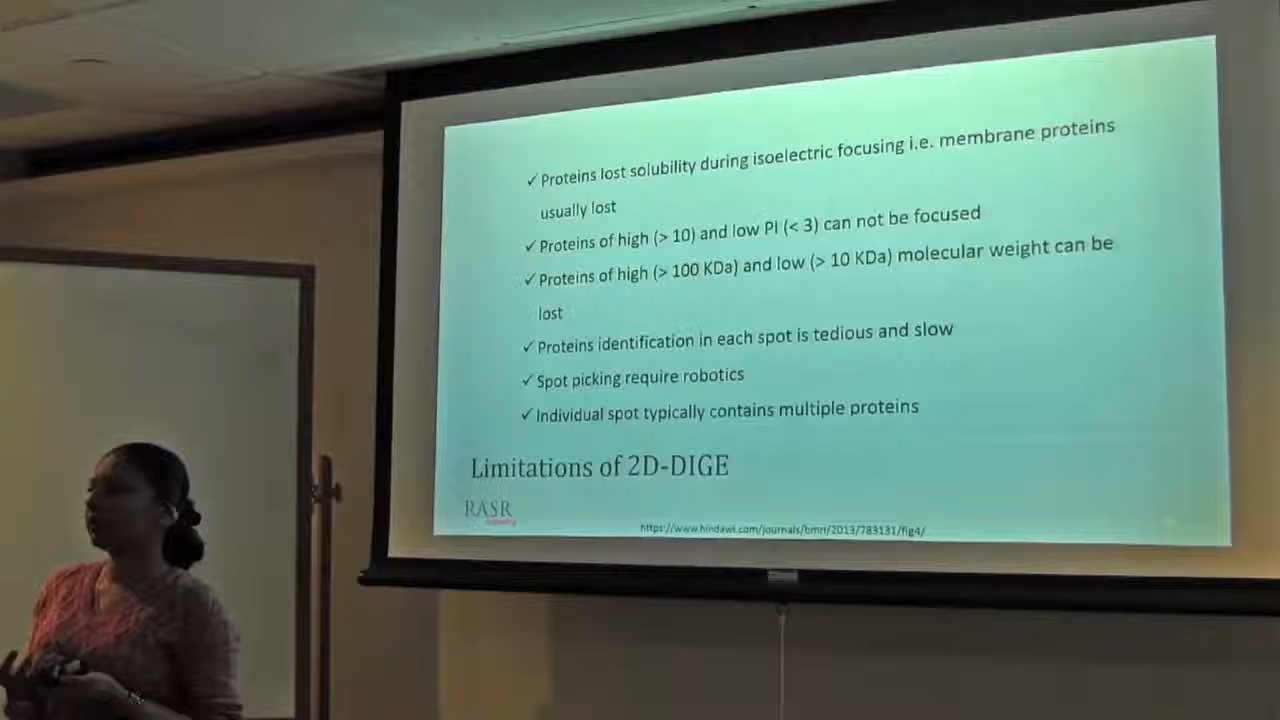 ✓ Proteins lost solubility during isoelectric focusing i.e. membrane proteins
usually lost
✓ Proteins of high (> 10) and low PI (< 3) can not be focused
✓ Proteins of high (> 100 KDa) and low (> 10 KDa) molecular weight can be
lost
✓ Proteins identification in each spot is tedious and slow
✓ Spot picking require robotics
✓ Individual spot typically contains multiple proteins
Limitations of 2D-DIGE
RASR
https://www.hindawi.com/journals/bmri/2013/783131/fig4/